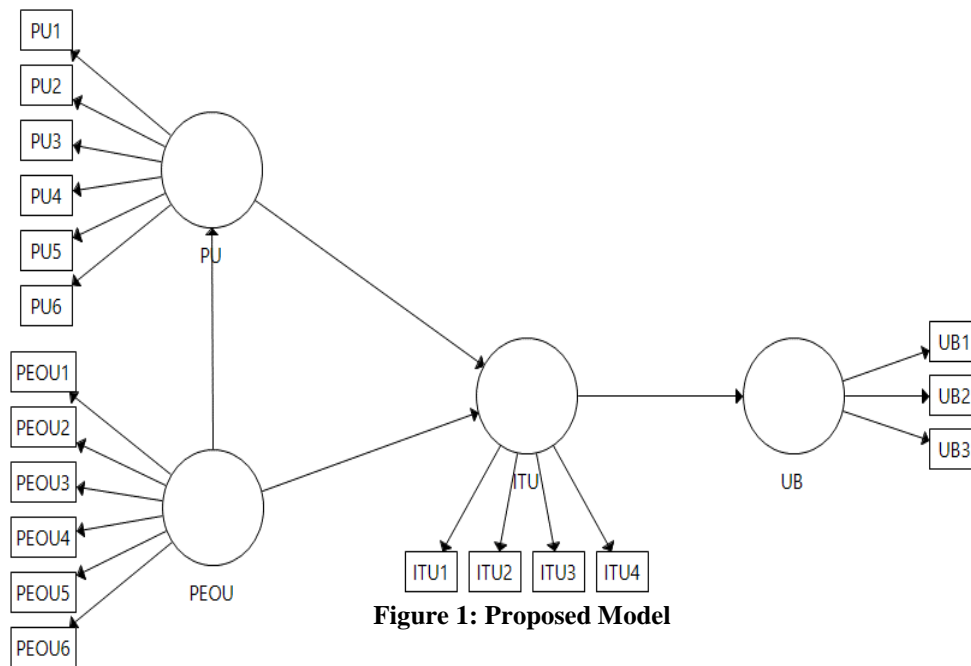 PU1
PU2
PU3
PU4
PU5
PU6
PU
PEOU1
PEOU2
PEOU3
PEOU4
PEOU5
PEOU6
PEOU
ITU
ITU1 ITU2 ITU3 ITU4
UB
UB1
UB2
UB3
Figure 1: Proposed Model